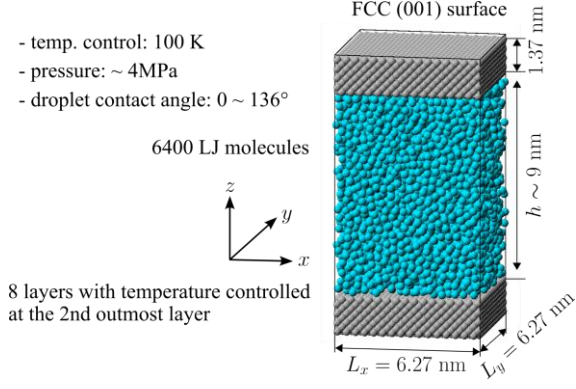 FCC (001) surface
- temp. control: 100 K
- pressure: ~ 4MPa
- droplet contact angle: 0 ~ 136°
1.37 nm
6400 LJ molecules
h ~ 9 nm
z
y
x
8 layers with temperature controlled
at the 2nd outmost layer
L_x = 6.27 nm
L_y = 6.27 nm